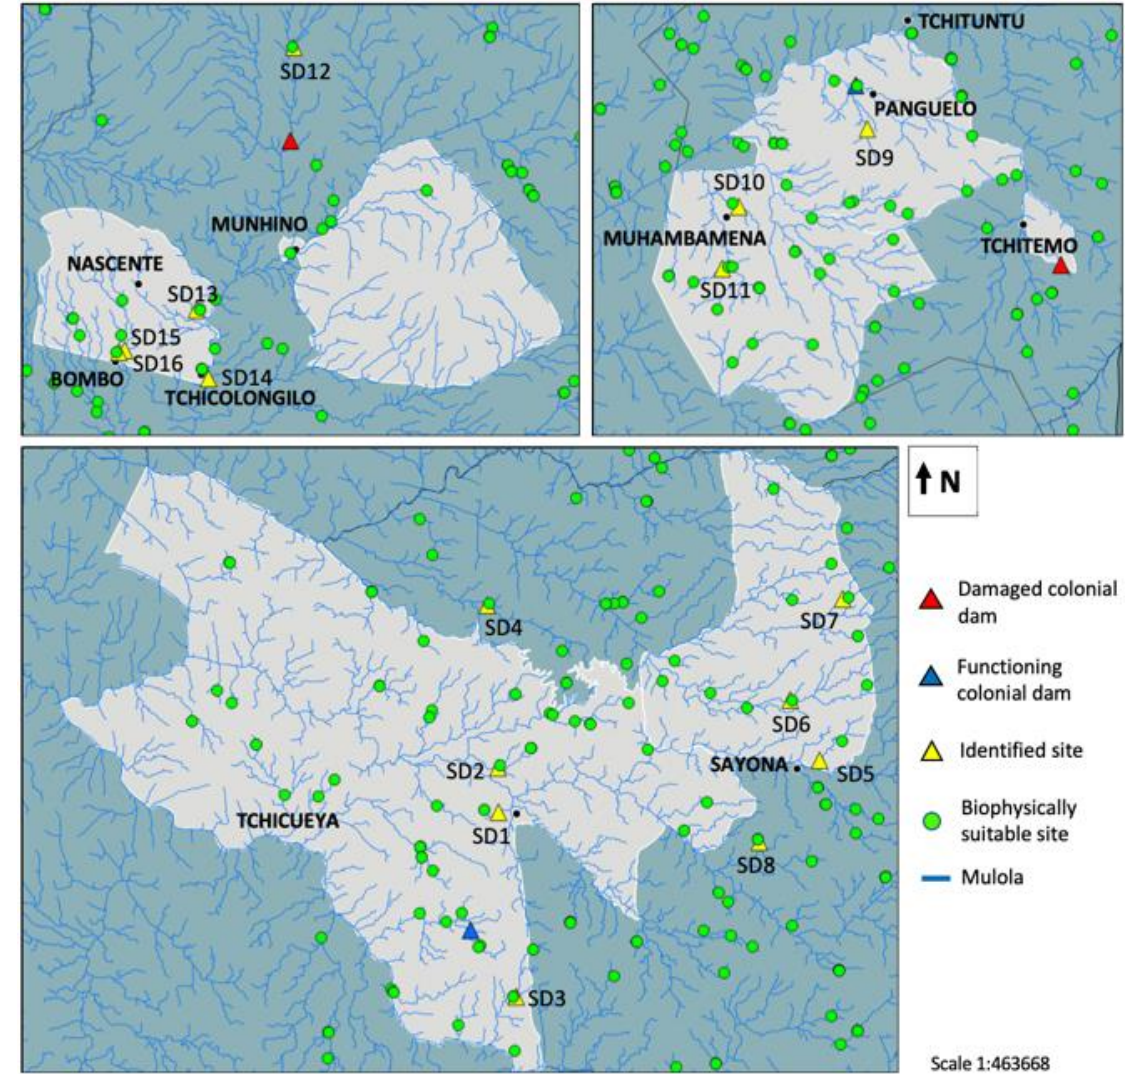 SD12
MUNHINO
NASCENTE
SD13
SD15
SD16
BOMBO
SD14
TCHICOLONGILO
TCHITUNTU
PANGUELO
SD9
SD10
MUHAMBAMENA
TCHITEMO
SD11
SD4
SD7
SD6
SD2
SAYONA
SD5
TCHICUEYA
SD1
SD8
SD3
N
Damaged colonial
dam
Functioning
colonial dam
Identified site
Biophysically
suitable site
Mulola
Scale 1:463668